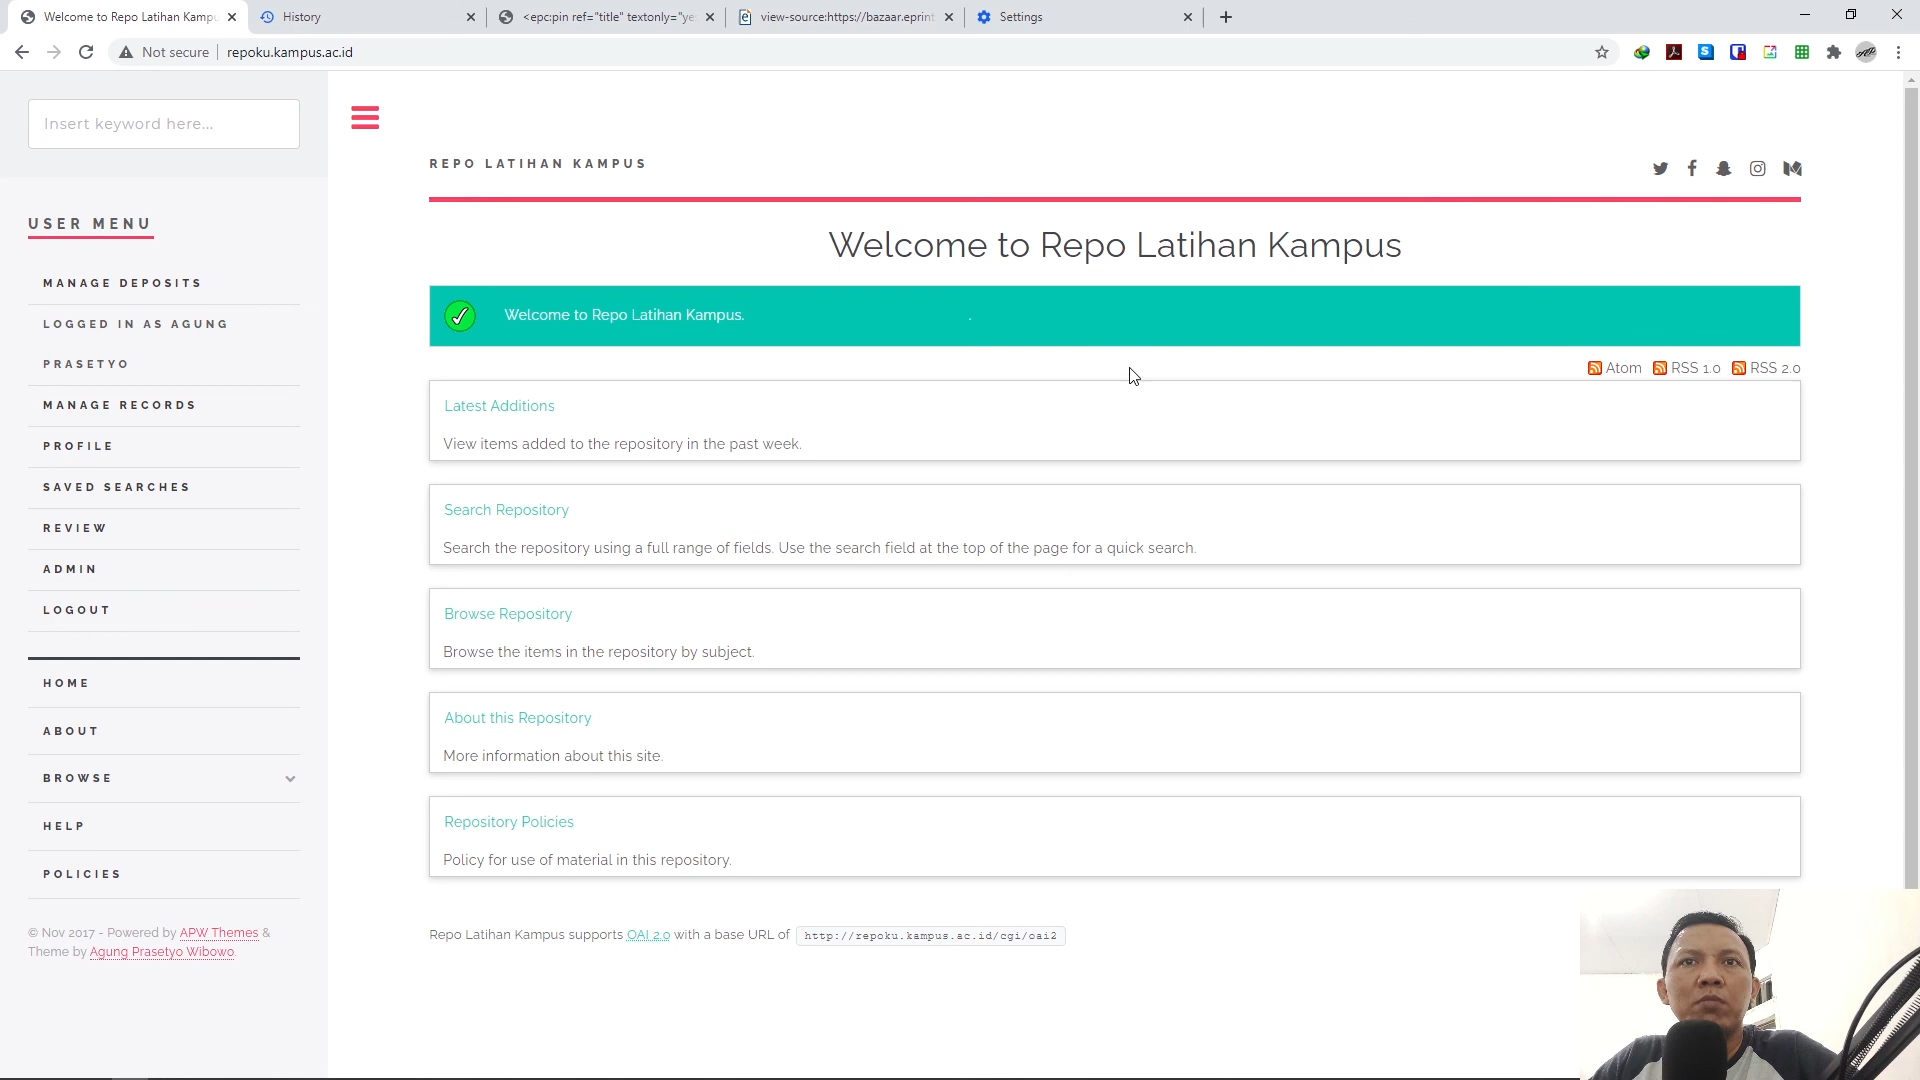 Welcome to Repo Latihan Kampu
History
<epc:pin ref="title" textonly="ye
view-source:https://bazaar.eprint
Settings
Not secure
repoku.kampus.ac.id
Insert keyword here...
USER MENU
MANAGE DEPOSITS
LOGGED IN AS AGUNG
PRASETYO
MANAGE RECORDS
PROFILE
SAVED SEARCHES
REVIEW
ADMIN
LOGOUT
HOME
ABOUT
BROWSE
HELP
POLICIES
© Nov 2017 - Powered by APW Themes &
Theme by Agung Prasetyo Wibowo.
REPO LATIHAN KAMPUS
Welcome to Repo Latihan Kampus
Welcome to Repo Latihan Kampus. .
Atom RSS 1.0 RSS 2.0
Latest Additions
View items added to the repository in the past week.
Search Repository
Search the repository using a full range of fields. Use the search field at the top of the page for a quick search.
Browse Repository
Browse the items in the repository by subject.
About this Repository
More information about this site.
Repository Policies
Policy for use of material in this repository.
Repo Latihan Kampus supports OAI 2.0 with a base URL of http://repoku.kampus.ac.id/cgi/oai2